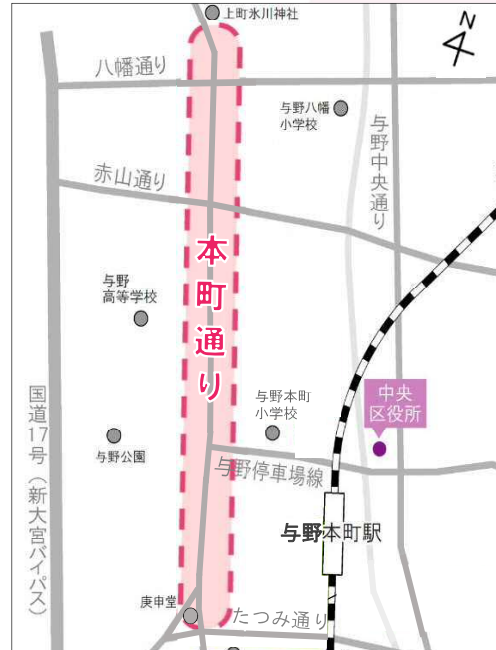 上町氷川神社
N
八幡通り
与野八幡
小学校
与野中央通り
赤山通り
本町通り
与野
高等学校
中央
区役所
国道17号（新大宮バイパス）
与野本町
小学校
与野公園
与野停車場線
与野本町駅
庚申堂
たつみ通り